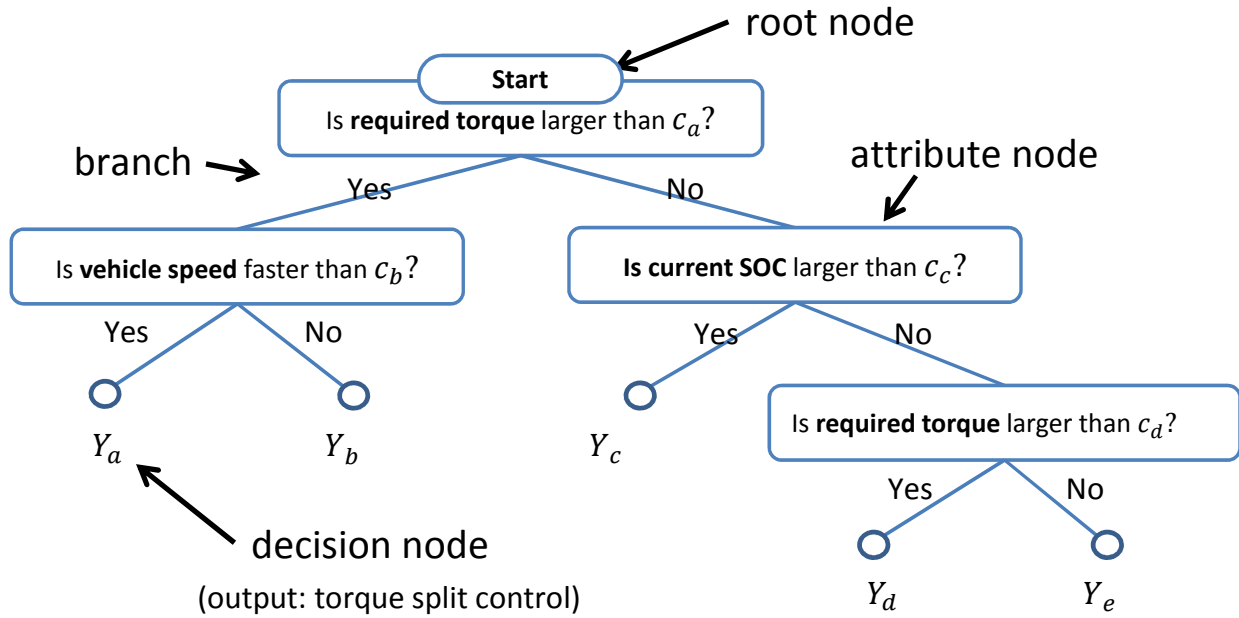 root node
Start
Is required torque larger than c_a?
branch
attribute node
Yes
No
Is vehicle speed faster than c_b?
Is current SOC larger than c_c?
Yes
No
Yes
No
Is required torque larger than c_d?
Y_a
Y_b
Y_c
Yes
No
decision node
(output: torque split control)
Y_d
Y_e